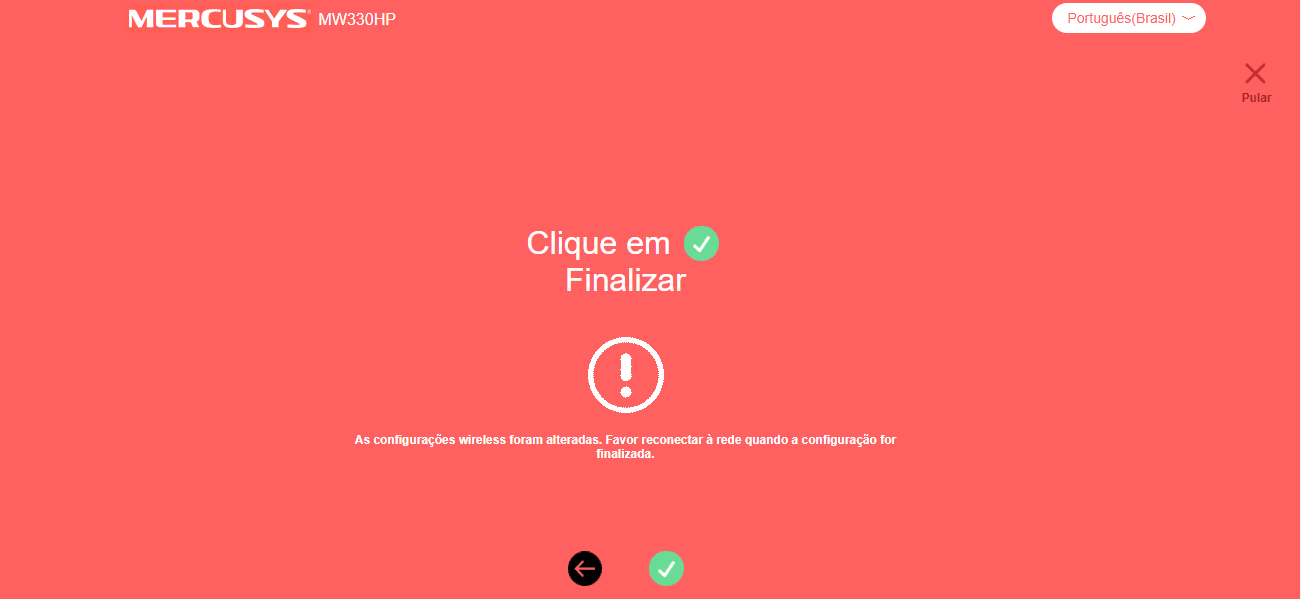 MERCUSYS MW330HP
Português(Brasil)
Pular
Clique em
Finalizar
As configurações wireless foram alteradas. Favor reconectar à rede quando a configuração for
finalizada.